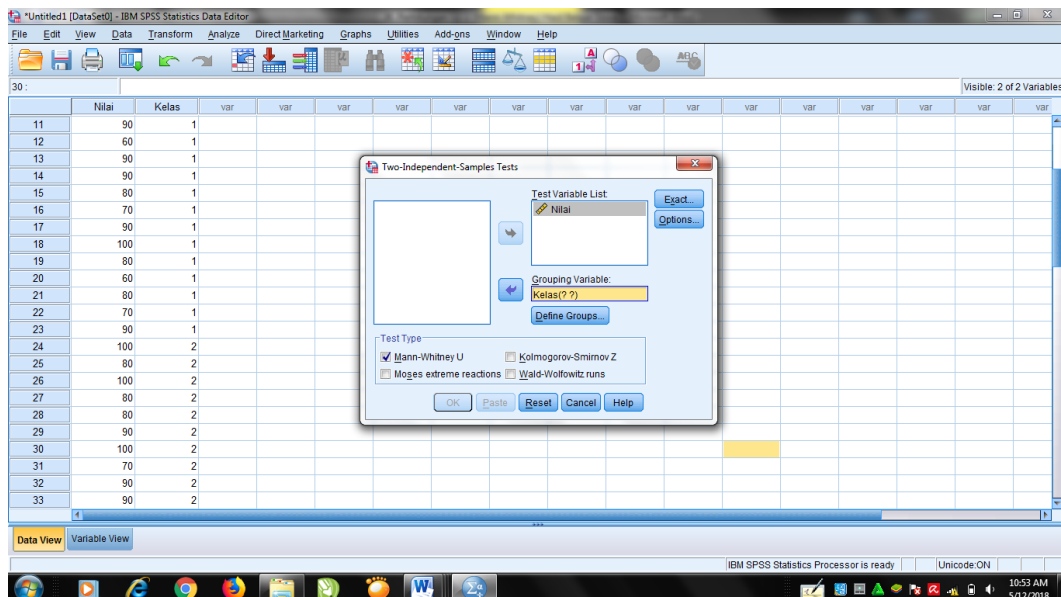 *Untitled1 [DataSet0] - IBM SPSS Statistics Data Editor
File Edit View Data Transform Analyze Direct Marketing Graphs Utilities Add-ons Window Help
30 :
Visible: 2 of 2 Variables
Nilai Kelas var var var var var var var var var var var var var var var
11 90 1
12 60 1
13 90 1
14 90 1
15 80 1
16 70 1
17 90 1
18 100 1
19 80 1
20 60 1
21 80 1
22 70 1
23 90 1
24 100 2
25 80 2
26 100 2
27 80 2
28 80 2
29 90 2
30 100 2
31 70 2
32 90 2
33 90 2
Two-Independent-Samples Tests
Test Variable List:
Nilai
Exact...
Options...
Grouping Variable:
Kelas(? ?)
Define Groups...
Test Type
Mann-Whitney U Kolmogorov-Smirnov Z
Moses extreme reactions Wald-Wolfowitz runs
OK Paste Reset Cancel Help
Data View Variable View
IBM SPSS Statistics Processor is ready Unicode:ON
10:53 AM
5/12/2018